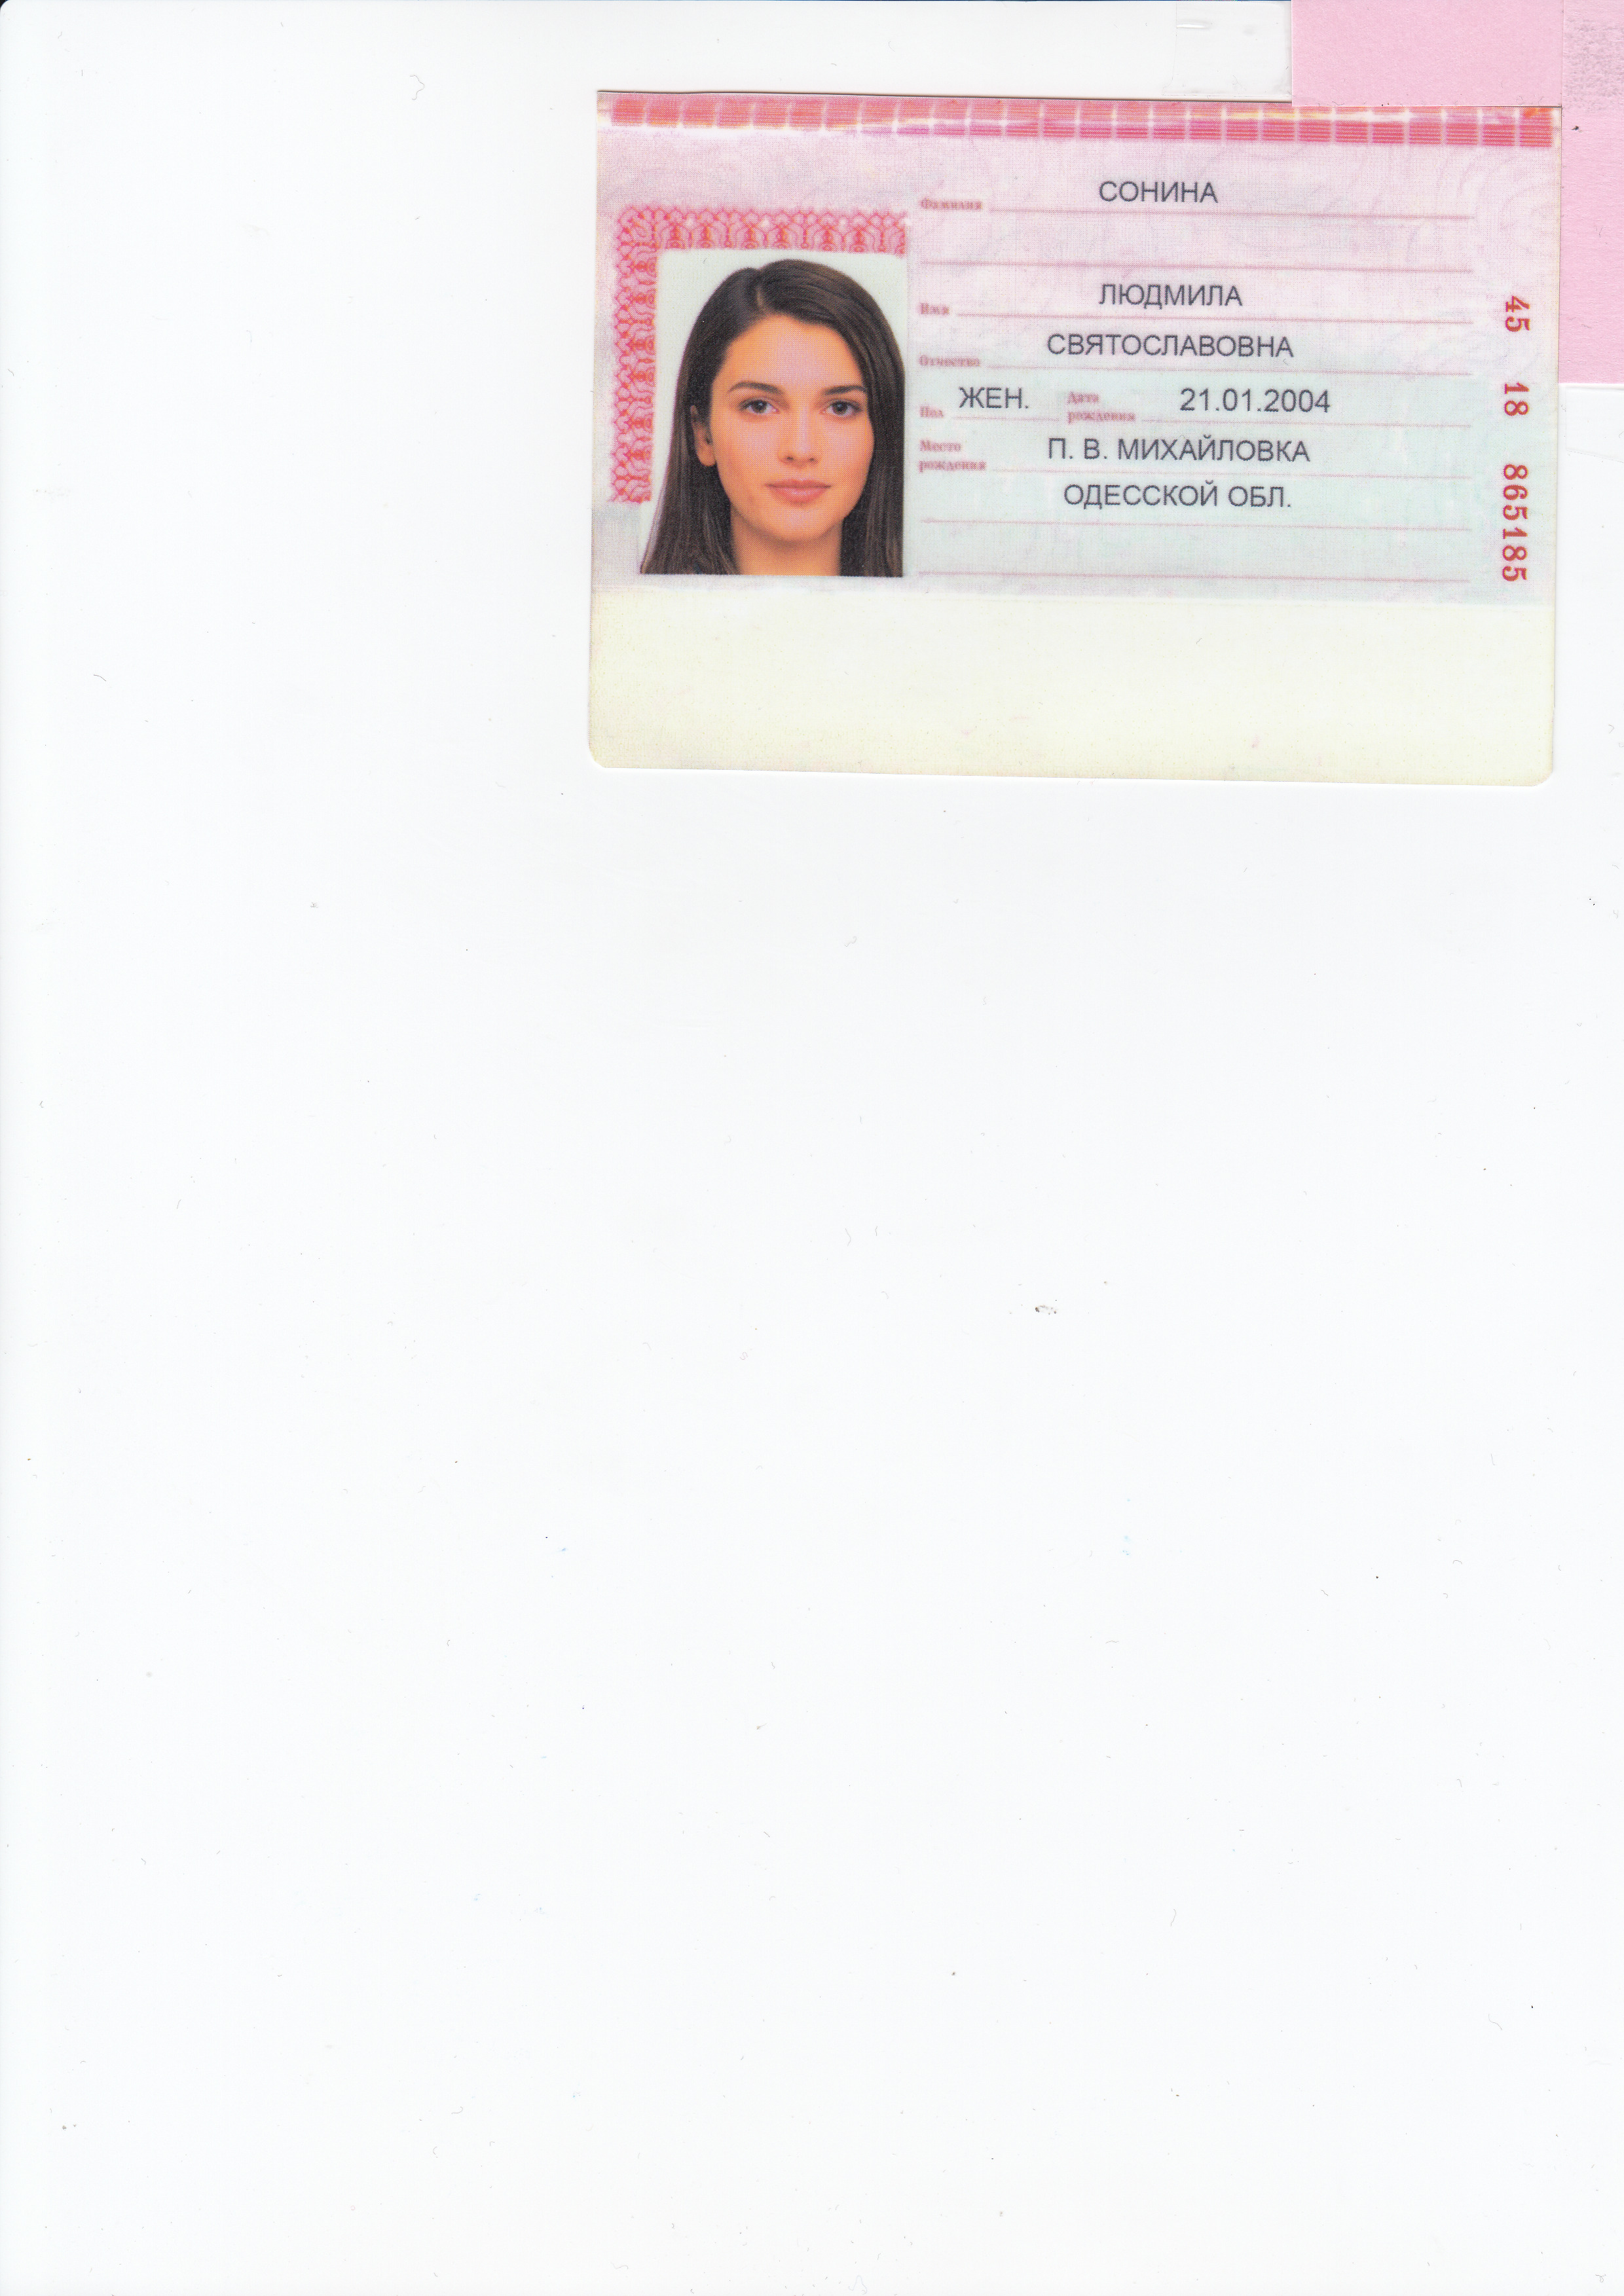 Фамилия СОНИНА
Имя ЛЮДМИЛА
Отчество СВЯТОСЛАВОВНА
Пол ЖЕН. Дата рождения 21.01.2004
Место рождения П. В. МИХАЙЛОВКА
ОДЕССКОЙ ОБЛ.
45 18 865185